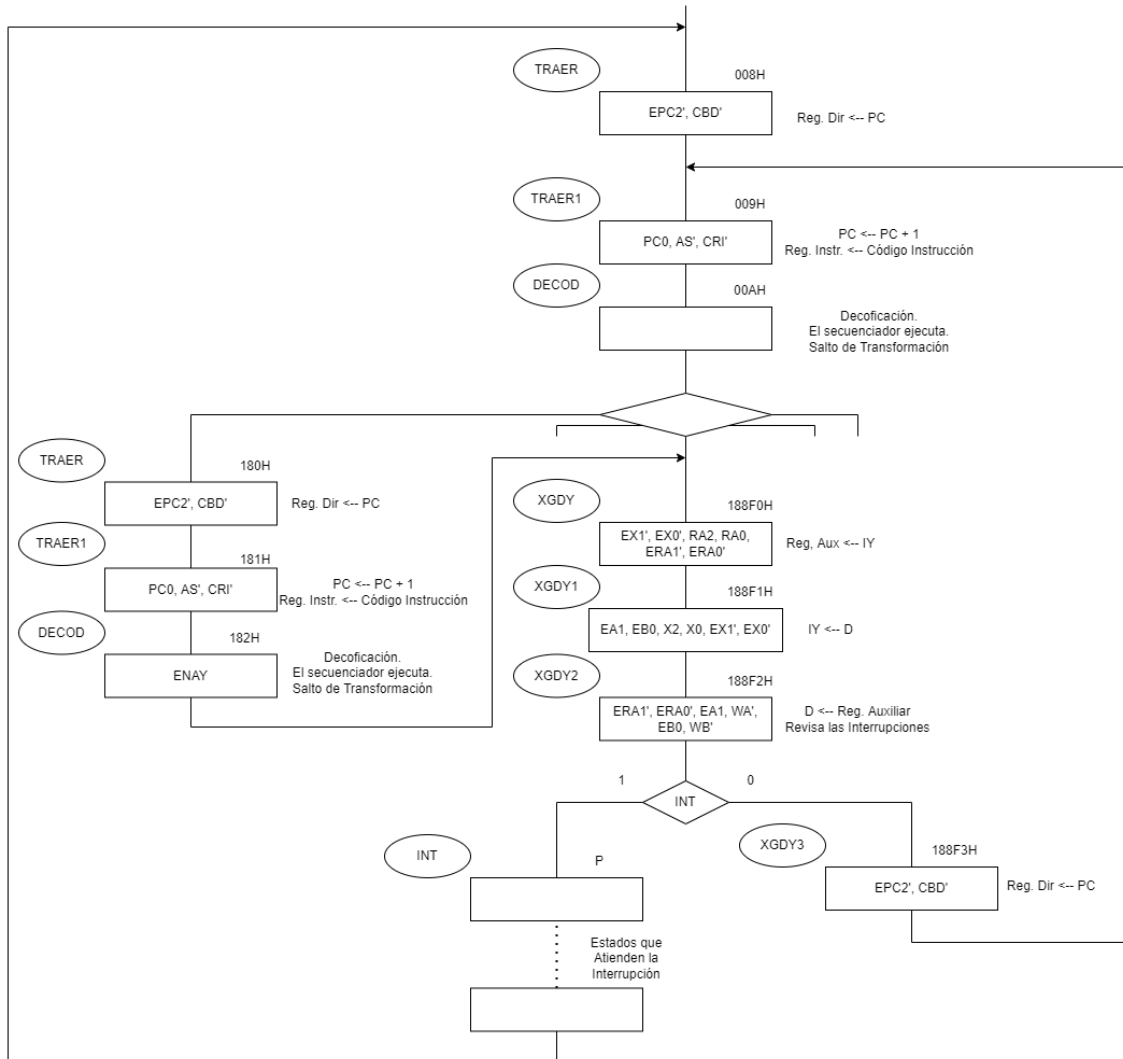 TRAER
008H
EPC2', CBD'
Reg. Dir <-- PC
TRAER1
009H
PC0, AS', CRI'
PC <-- PC + 1
Reg. Instr. <-- Código Instrucción
DECOD
00AH
Decoficación.
El secuenciador ejecuta.
Salto de Transformación
TRAER
180H
EPC2', CBD'
Reg. Dir <-- PC
TRAER1
181H
PC0, AS', CRI'
PC <-- PC + 1
Reg. Instr. <-- Código Instrucción
DECOD
182H
ENAY
Decoficación.
El secuenciador ejecuta.
Salto de Transformación
XGDY
188F0H
EX1', EX0', RA2, RA0,
ERA1', ERA0'
Reg, Aux <-- IY
XGDY1
188F1H
EA1, EB0, X2, X0, EX1', EX0'
IY <-- D
XGDY2
188F2H
ERA1', ERA0', EA1, WA',
EB0, WB'
D <-- Reg. Auxiliar
Revisa las Interrupciones
1
0
INT
INT
P
Estados que
Atienden la
Interrupción
XGDY3
188F3H
EPC2', CBD'
Reg. Dir <-- PC